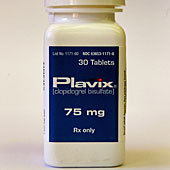 30 Tablets
Plavix®
(clopidogrel bisulfate)
75 mg
Rx only